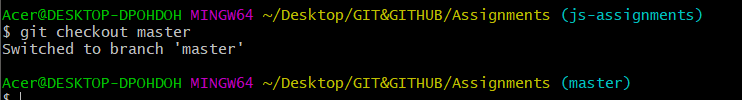 Acer@DESKTOP-DPOHDOH MINGW64 ~/Desktop/GIT&GITHUB/Assignments (js-assignments)
$ git checkout master
Switched to branch 'master'
Acer@DESKTOP-DPOHDOH MINGW64 ~/Desktop/GIT&GITHUB/Assignments (master)
$